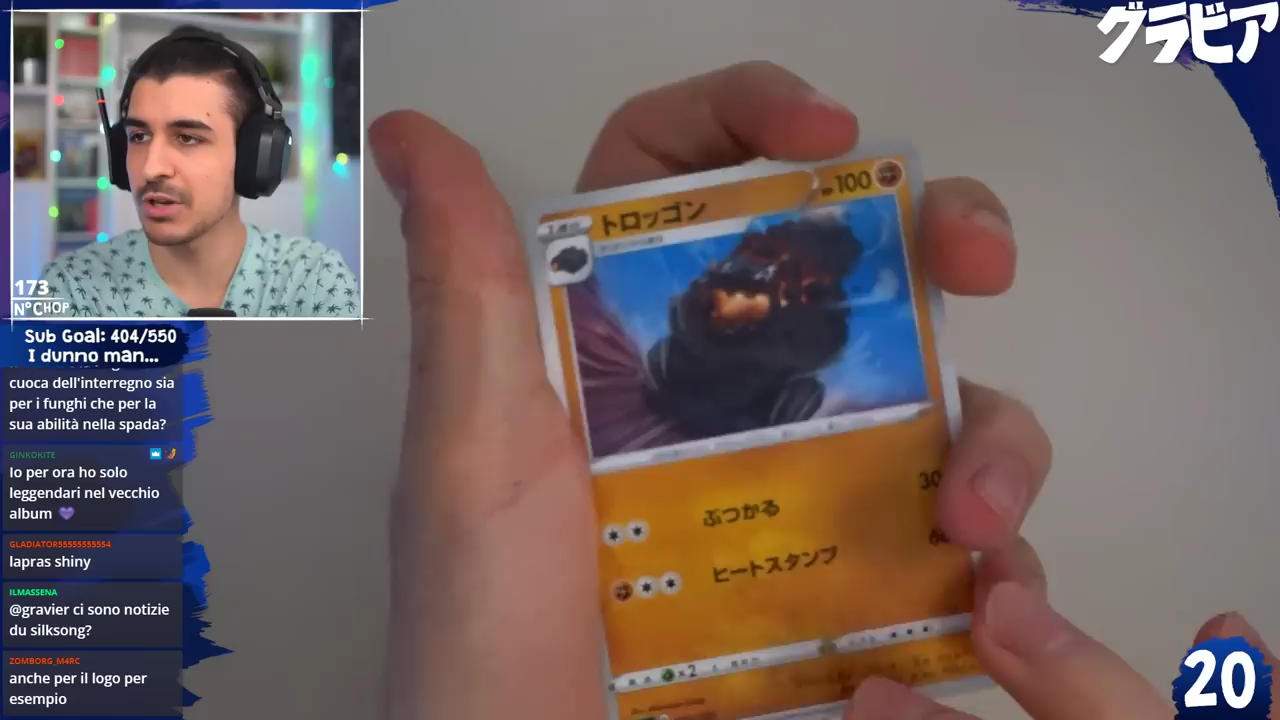 グラビア
173
N°CHOP
Sub Goal: 404/550
I dunno man...
cuoca dell'interregno sia
per i funghi che per la
sua abilità nella spada?
GINKOKITE
Io per ora ho solo
leggendari nel vecchio
album
GLADIATOR55555555554
lapras shiny
ILMASSENA
@gravier ci sono notizie
du silksong?
ZOMBORG_M4RC
anche per il logo per
esempio
トロッゴン
HP 100
ぶつかる 30
ヒートスタンプ
×2
20